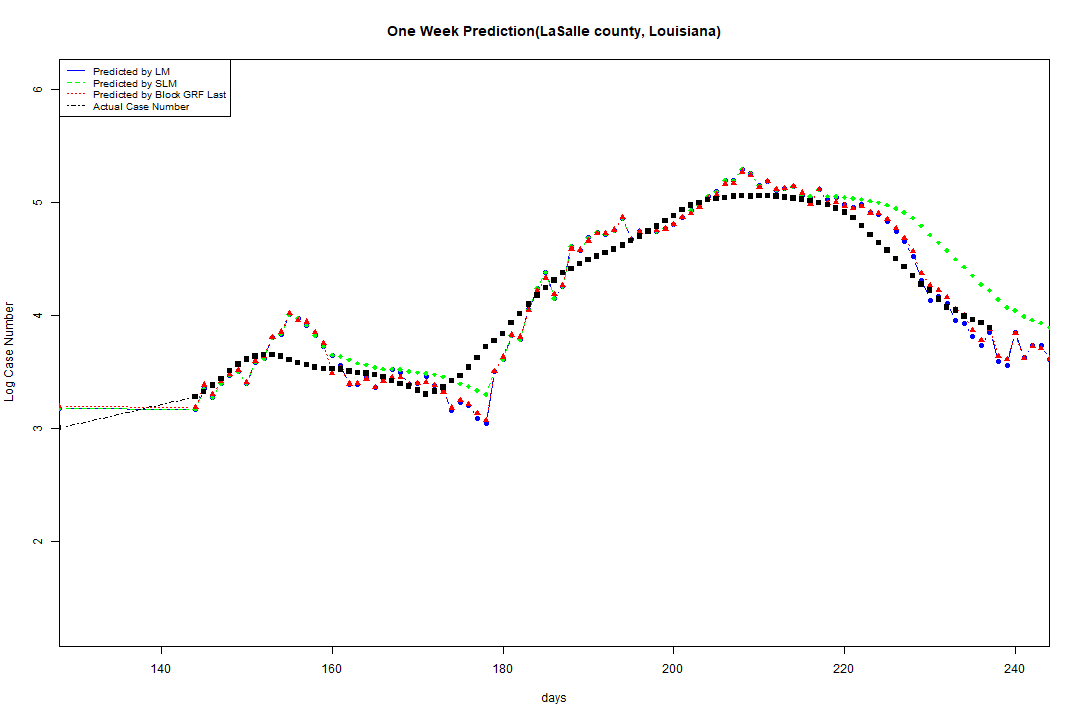 One Week Prediction(LaSalle county, Louisiana)
Predicted by LM
Predicted by SLM
Predicted by Block GRF Last
Actual Case Number
6
5
4
3
2
Log Case Number
140 160 180 200 220 240
days